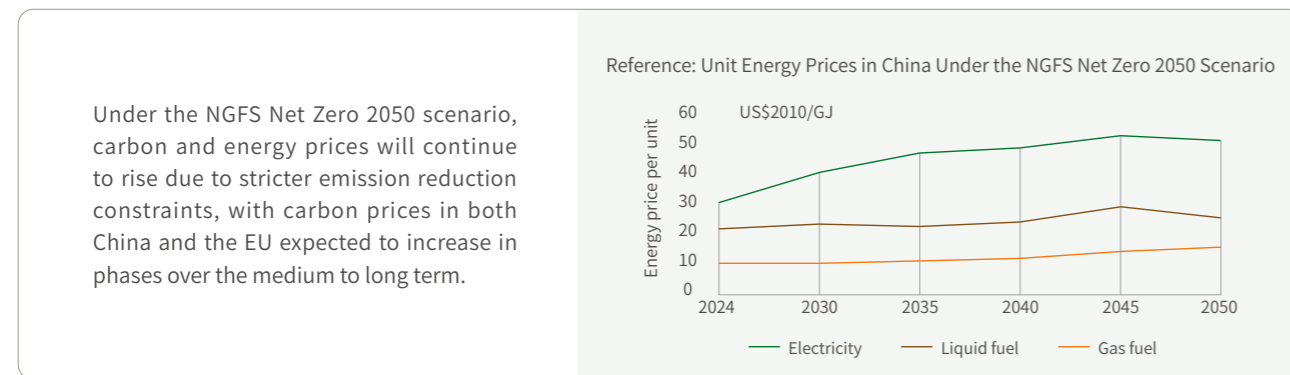 Under the NGFS Net Zero 2050 scenario,
carbon and energy prices will continue
to rise due to stricter emission reduction
constraints, with carbon prices in both
China and the EU expected to increase in
phases over the medium to long term.
Reference: Unit Energy Prices in China Under the NGFS Net Zero 2050 Scenario
US$2010/GJ
Energy price per unit
60
50
40
30
20
10
0
2024 2030 2035 2040 2045 2050
Electricity Liquid fuel Gas fuel